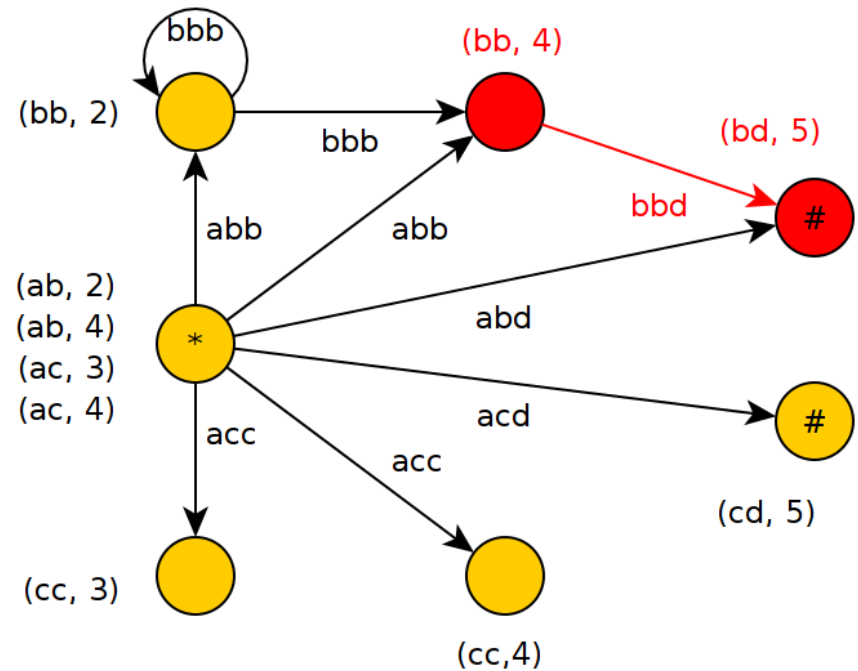 bbb
(bb, 4)
(bb, 2)
bbb
(bd, 5)
bbd
#
abb
abb
(ab, 2)
(ab, 4)
(ac, 3)
(ac, 4)
*
abd
acd
#
acc
acc
(cd, 5)
(cc, 3)
(cc,4)